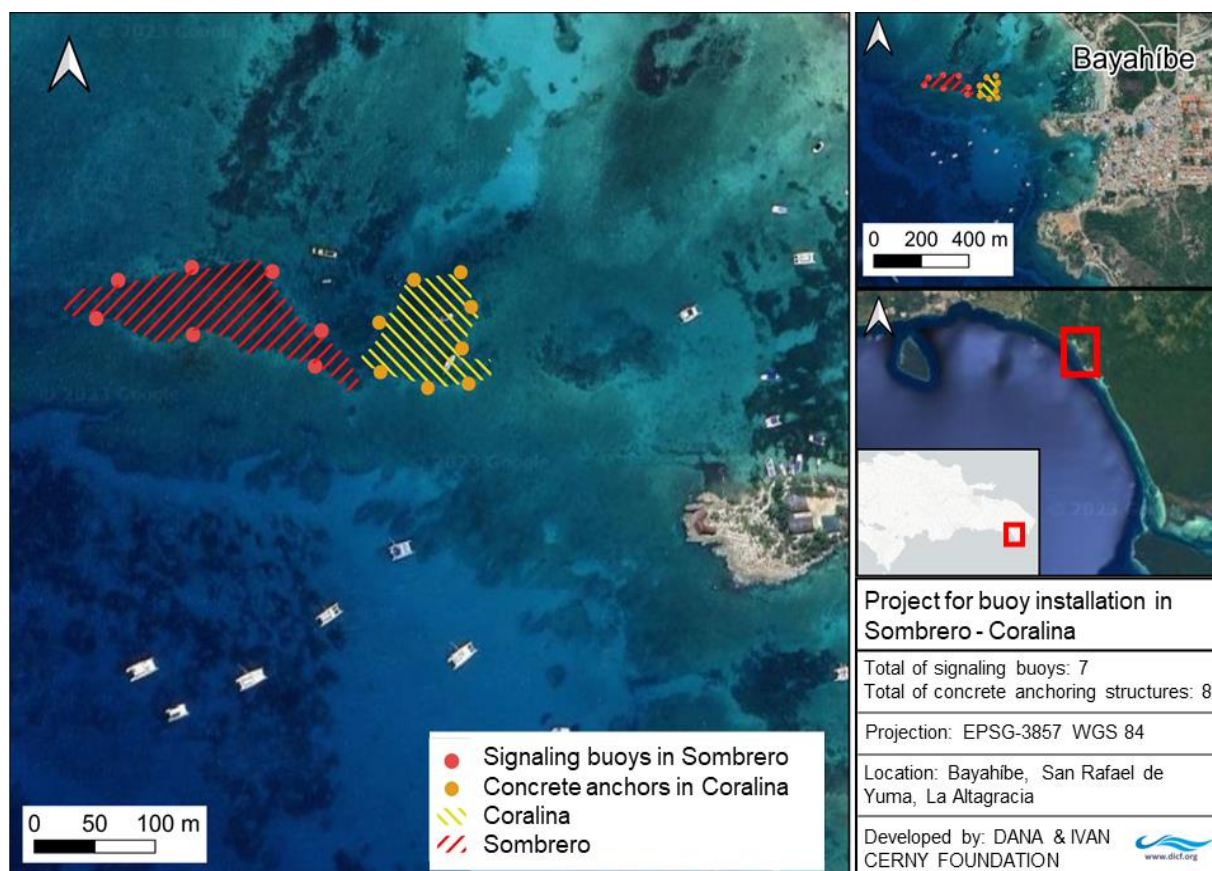 © 2023 Google
Signaling buoys in Sombrero
Concrete anchors in Coralina
Coralina
Sombrero
0 50 100 m
Bayahíbe
0 200 400 m
© 2023
Project for buoy installation in
Sombrero - Coralina
Total of signaling buoys: 7
Total of concrete anchoring structures: 8
Projection: EPSG-3857 WGS 84
Location: Bayahíbe, San Rafael de
Yuma, La Altagracia
Developed by: DANA & IVAN
CERNY FOUNDATION
www.dicf.org